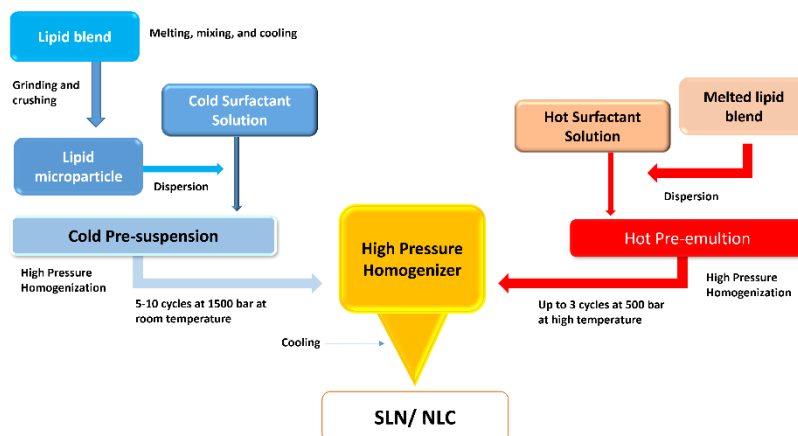 Lipid blend
Melting, mixing, and cooling
Grinding and
crushing
Cold Surfactant
Solution
Lipid
microparticle
Dispersion
Cold Pre-suspension
High Pressure
Homogenization
5-10 cycles at 1500 bar at
room temperature
High Pressure
Homogenizer
Melted lipid
blend
Hot Surfactant
Solution
Dispersion
Hot Pre-emultion
High Pressure
Homogenization
Up to 3 cycles at 500 bar
at high temperature
Cooling
SLN/ NLC